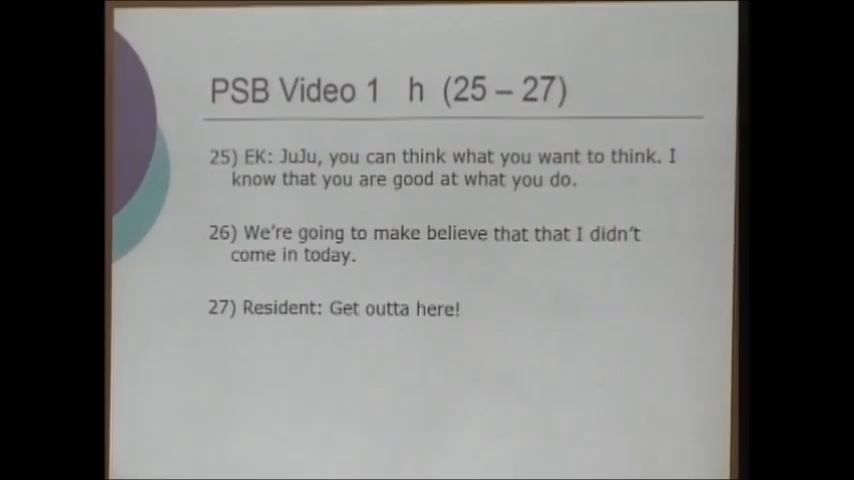 PSB Video 1 h (25 – 27)
25) EK: JuJu, you can think what you want to think. I
know that you are good at what you do.
26) We're going to make believe that that I didn't
come in today.
27) Resident: Get outta here!